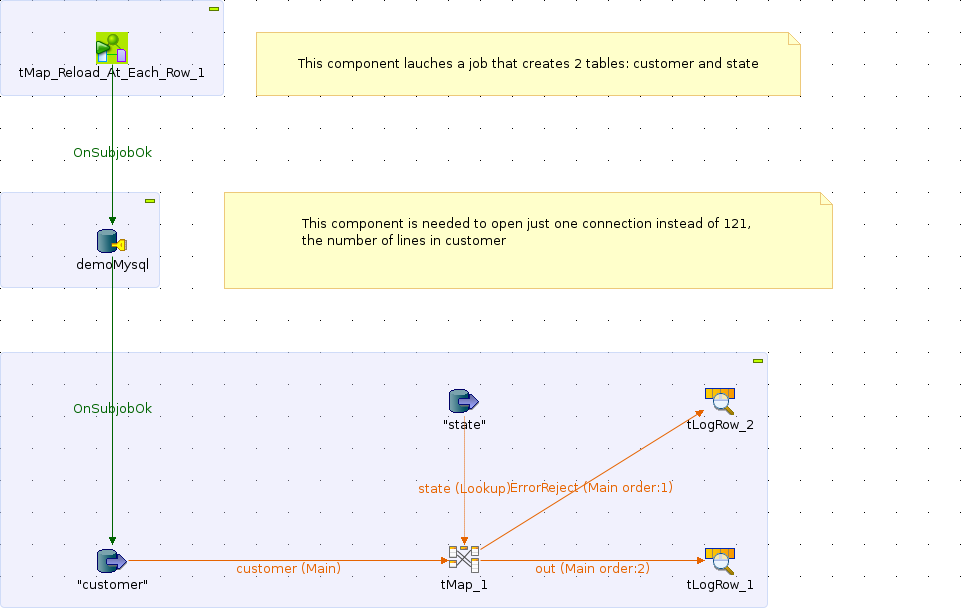 tMap_Reload_At_Each_Row_1
This component lauches a job that creates 2 tables: customer and state
OnSubjobOk
This component is needed to open just one connection instead of 121,
the number of lines in customer
demoMysql
OnSubjobOk
"state"
tLogRow_2
state (Lookup)
ErrorReject (Main order:1)
customer (Main)
out (Main order:2)
"customer"
tMap_1
tLogRow_1